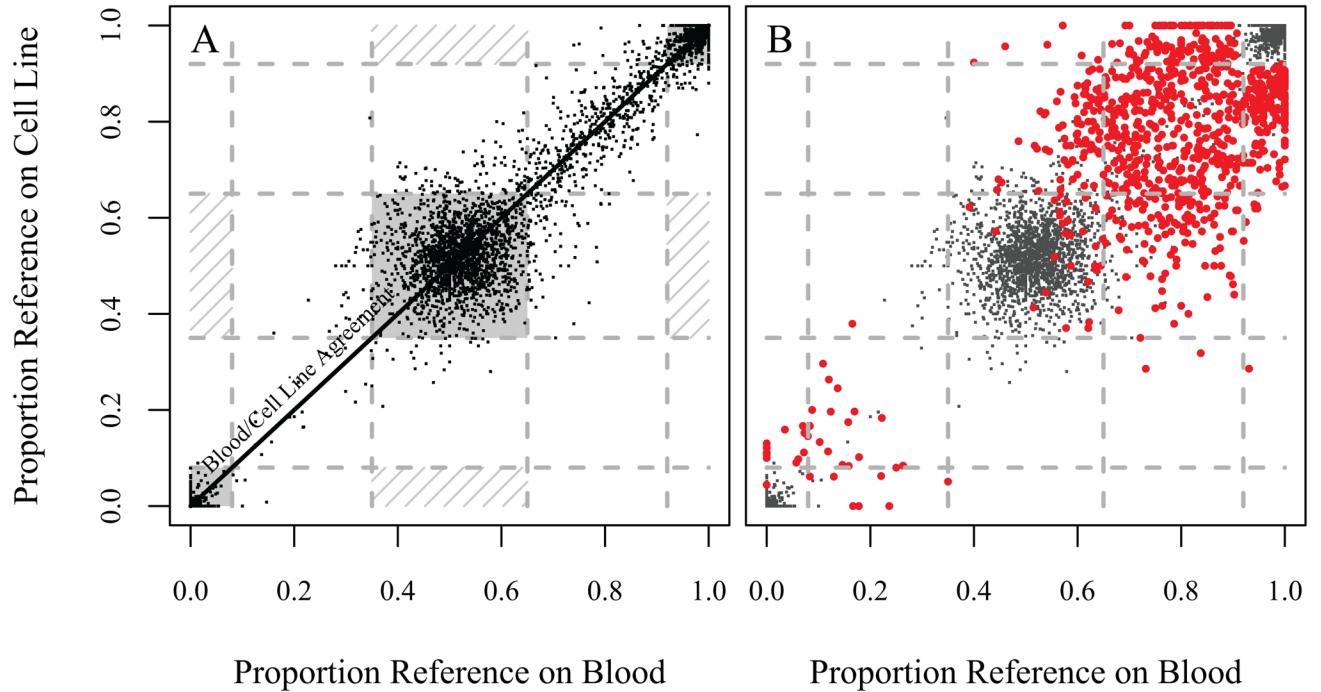 Proportion Reference on Cell Line
A
B
1.0
0.8
0.6
0.4
0.2
0.0
Blood/Cell Line Agreement
0.0 0.2 0.4 0.6 0.8 1.0
0.0 0.2 0.4 0.6 0.8 1.0
Proportion Reference on Blood
Proportion Reference on Blood